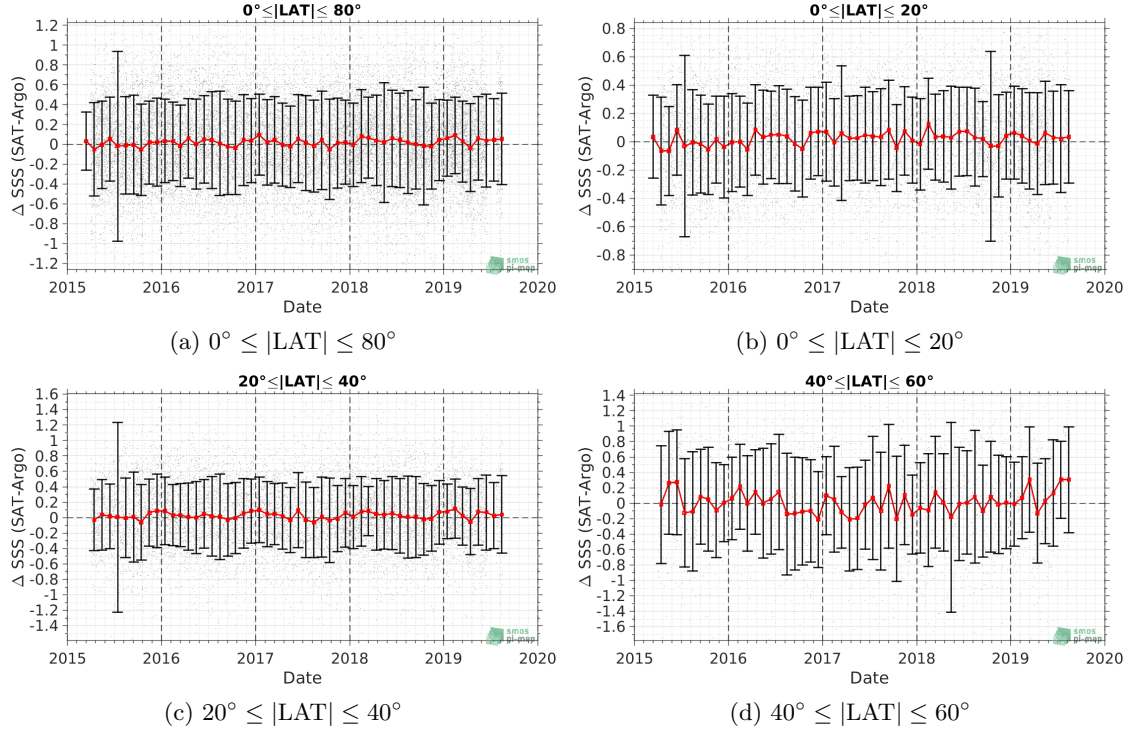 0°≤|LAT|≤ 80°
Δ SSS (SAT-Argo)
1.2
1
0.8
0.6
0.4
0.2
0
-0.2
-0.4
-0.6
-0.8
-1
-1.2
2015 2016 2017 2018 2019 2020
Date
smos
pi-mep
(a) 0° ≤ |LAT| ≤ 80°
0°≤|LAT|≤ 20°
Δ SSS (SAT-Argo)
0.8
0.6
0.4
0.2
0
-0.2
-0.4
-0.6
-0.8
2015 2016 2017 2018 2019 2020
Date
smos
pi-mep
(b) 0° ≤ |LAT| ≤ 20°
20°≤|LAT|≤ 40°
Δ SSS (SAT-Argo)
1.6
1.4
1.2
1
0.8
0.6
0.4
0.2
0
-0.2
-0.4
-0.6
-0.8
-1
-1.2
-1.4
2015 2016 2017 2018 2019 2020
Date
smos
pi-mep
(c) 20° ≤ |LAT| ≤ 40°
40°≤|LAT|≤ 60°
Δ SSS (SAT-Argo)
1.4
1.2
1
0.8
0.6
0.4
0.2
0
-0.2
-0.4
-0.6
-0.8
-1
-1.2
-1.4
-1.6
2015 2016 2017 2018 2019 2020
Date
smos
pi-mep
(d) 40° ≤ |LAT| ≤ 60°